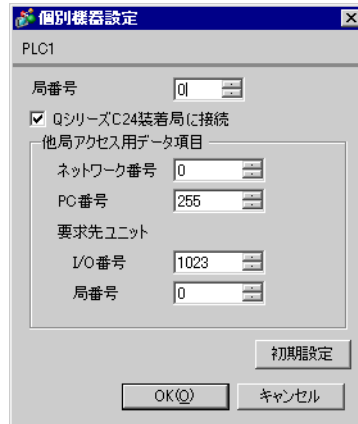 個別機器設定
PLC1
局番号 0
QシリーズC24装着局に接続
他局アクセス用データ項目
ネットワーク番号 0
PC番号 255
要求先ユニット
I/O番号 1023
局番号 0
初期設定
OK(O) キャンセル